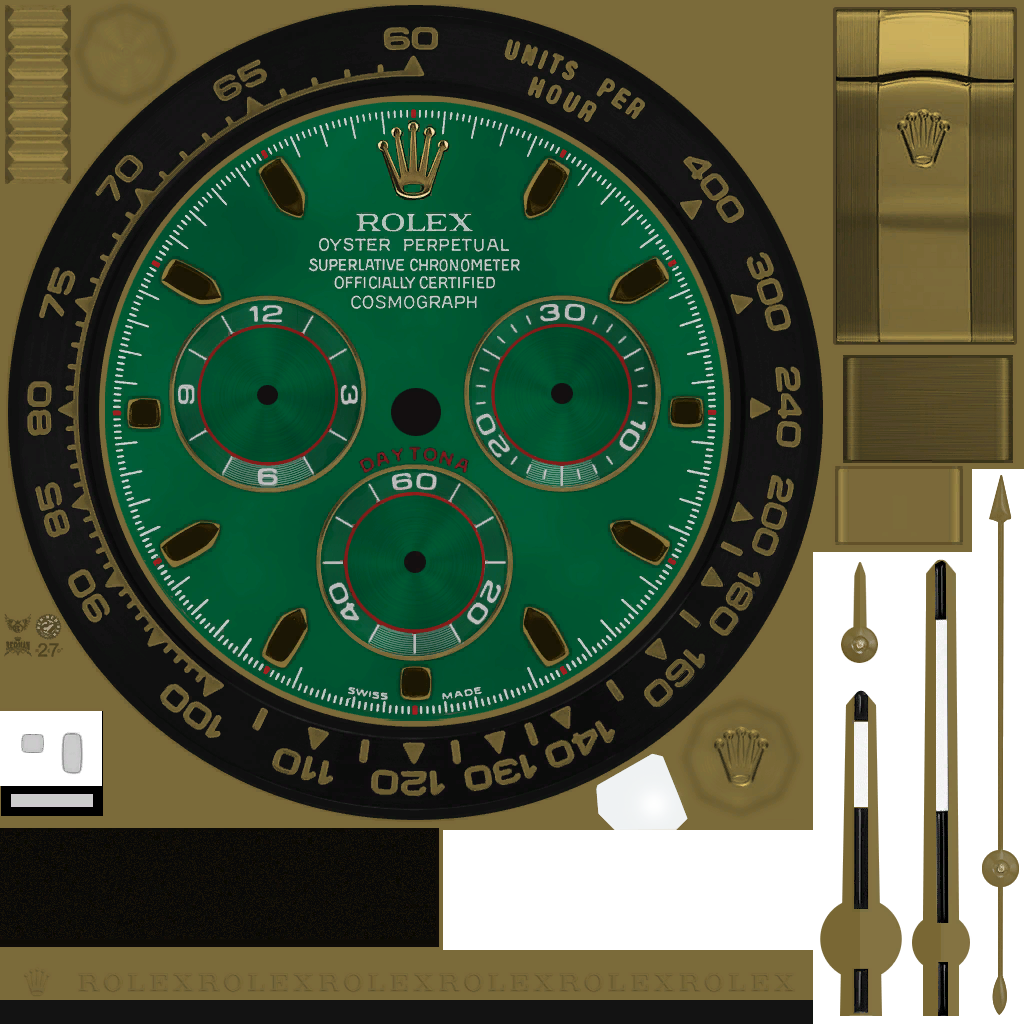 60
UNITS PER
HOUR
65
70
75
80
85
90
100
110
120
130
140
160
180
200
240
300
400
ROLEX
OYSTER PERPETUAL
SUPERLATIVE CHRONOMETER
OFFICIALLY CERTIFIED
COSMOGRAPH
12
3
6
9
30
10
20
DAYTONA
60
20
40
SWISS MADE
27
ROLEXROLEXROLEXROLEXROLEXROLEX